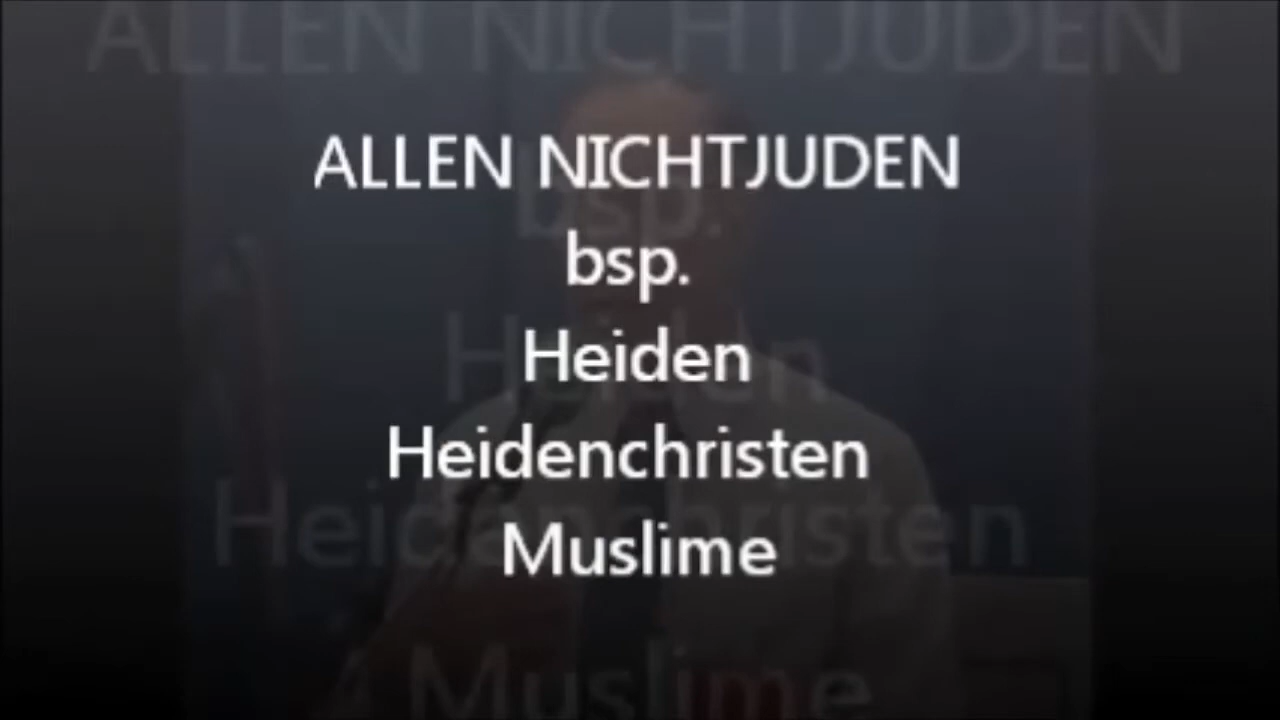 ALLEN NICHTJUDEN
bsp.
Heiden
Heidenchristen
Muslime